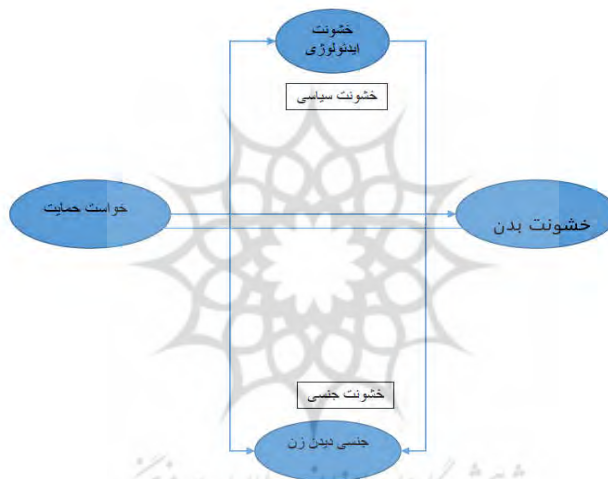 خشونت
ایدئولوژی
خشونت سیاسی
خواست حمایت
خشونت بدن
خشونت جنسی
جنسی دیدن زن